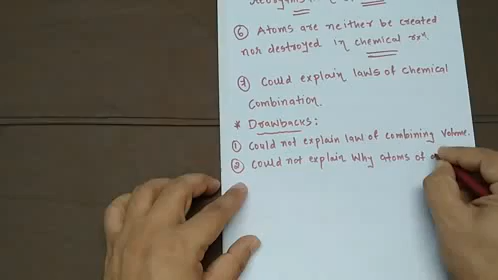 ⑥ Atoms are neither be created
nor destroyed in chemical rxⁿ.
⑦ Could explain laws of chemical
combination.
* Drawbacks:
① Could not explain law of combining volume.
② Could not explain why atoms of